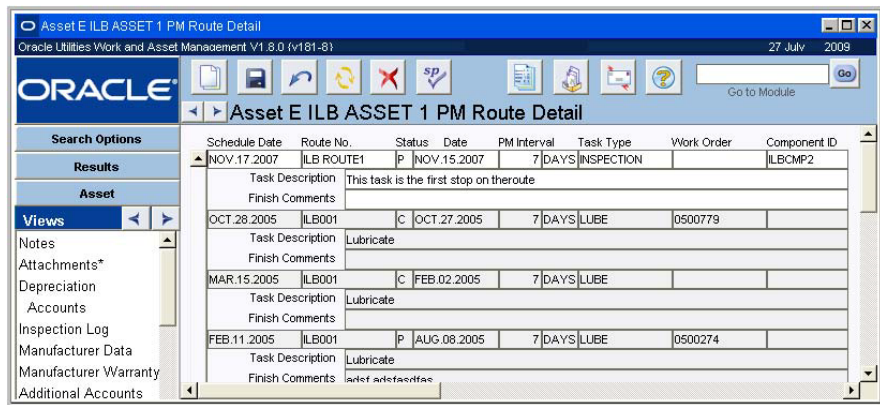 Asset E ILB ASSET 1 PM Route Detail
Oracle Utilities Work and Asset Management V1.8.0 (v181-8) 27 July 2009
ORACLE
sp
Go
Go to Module
Asset E ILB ASSET 1 PM Route Detail
Search Options
Results
Asset
Views
Notes
Attachments*
Depreciation
Accounts
Inspection Log
Manufacturer Data
Manufacturer Warranty
Additional Accounts
Schedule Date Route No. Status Date PM Interval Task Type Work Order Component ID
NOV.17.2007 ILB ROUTE1 P NOV.15.2007 7 DAYS INSPECTION ILBCMP2
Task Description This task is the first stop on theroute
Finish Comments
OCT.28.2005 ILB001 C OCT.27.2005 7 DAYS LUBE 0500779
Task Description Lubricate
Finish Comments
MAR.15.2005 ILB001 C FEB.02.2005 7 DAYS LUBE
Task Description Lubricate
Finish Comments
FEB.11.2005 ILB001 P AUG.08.2005 7 DAYS LUBE 0500274
Task Description Lubricate
Finish Comments adsf adsfasdfas